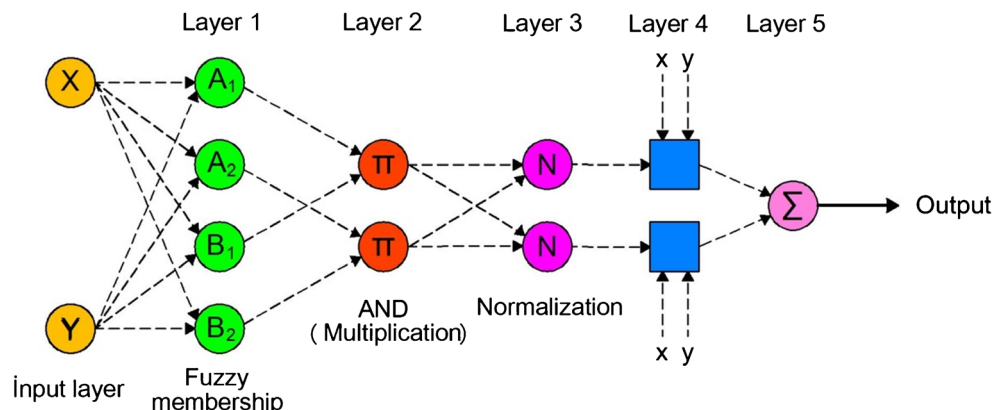 Layer 1
Layer 2
Layer 3
Layer 4
Layer 5
x y
X
A1
A2
B1
B2
Y
π
π
N
N
Σ
Output
x y
AND
( Multiplication)
Normalization
İnput layer
Fuzzy
membership